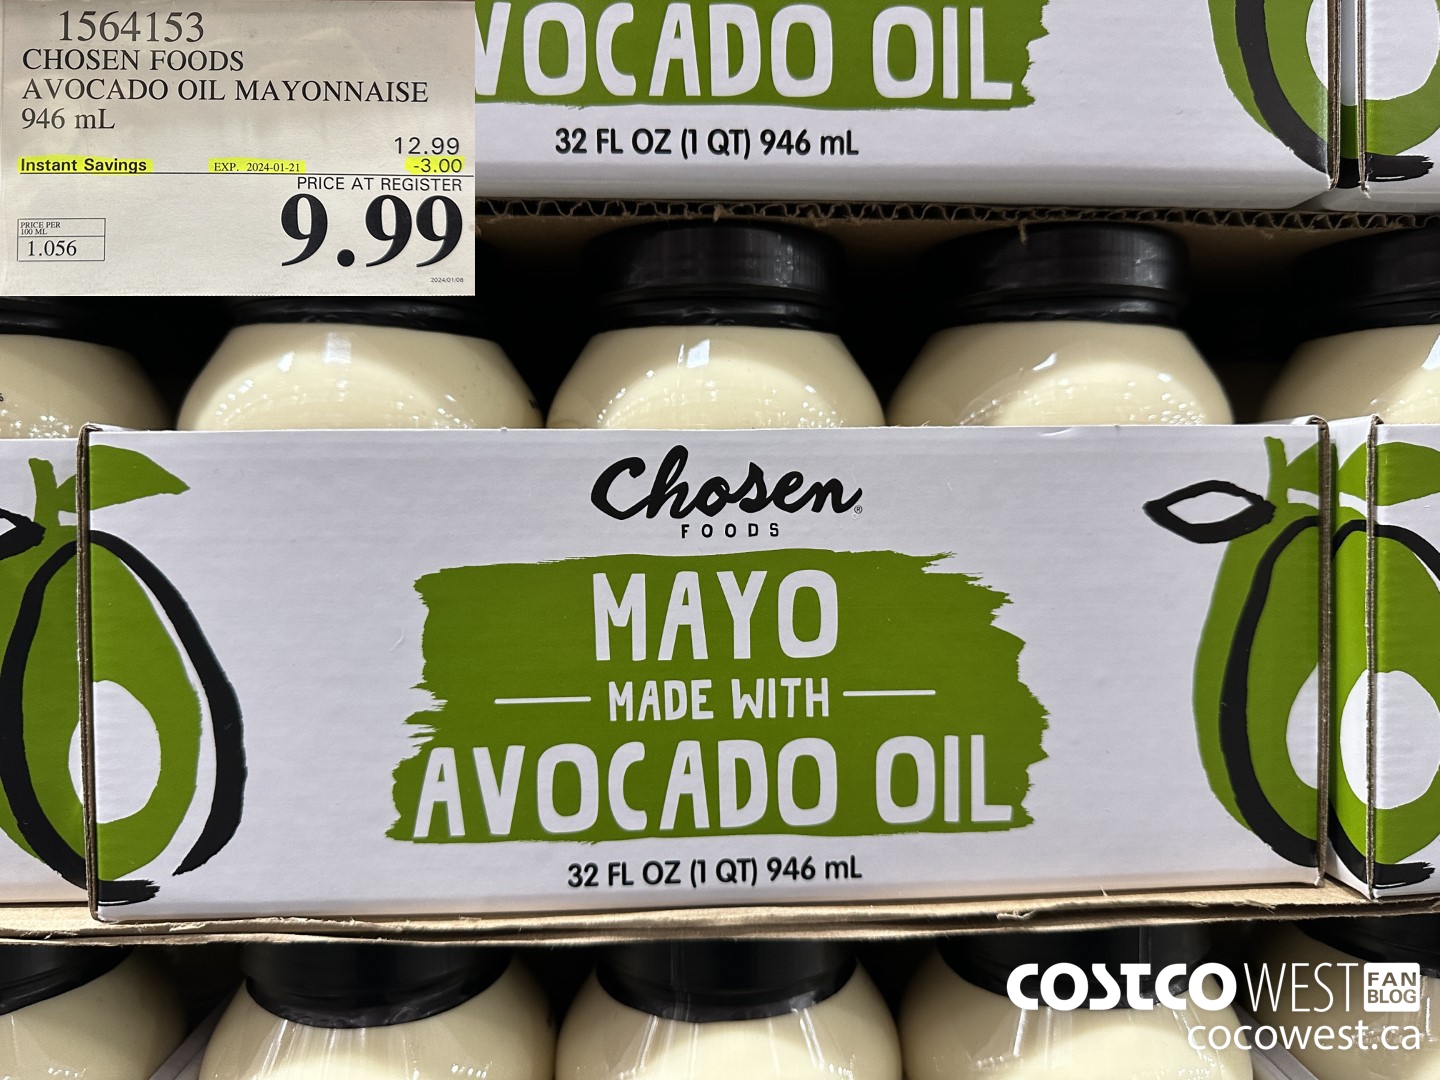 1564153
CHOSEN FOODS
AVOCADO OIL MAYONNAISE
946 mL
12.99
Instant Savings EXP. 2024-01-21 -3.00
PRICE AT REGISTER
9.99
PRICE PER
100 ML
1.056
2024/01/08
VOCADO OIL
32 FL OZ (1 QT) 946 mL
Chosen®
FOODS
MAYO
MADE WITH
AVOCADO OIL
32 FL OZ (1 QT) 946 mL
COSTCO WEST FAN BLOG
cocowest.ca